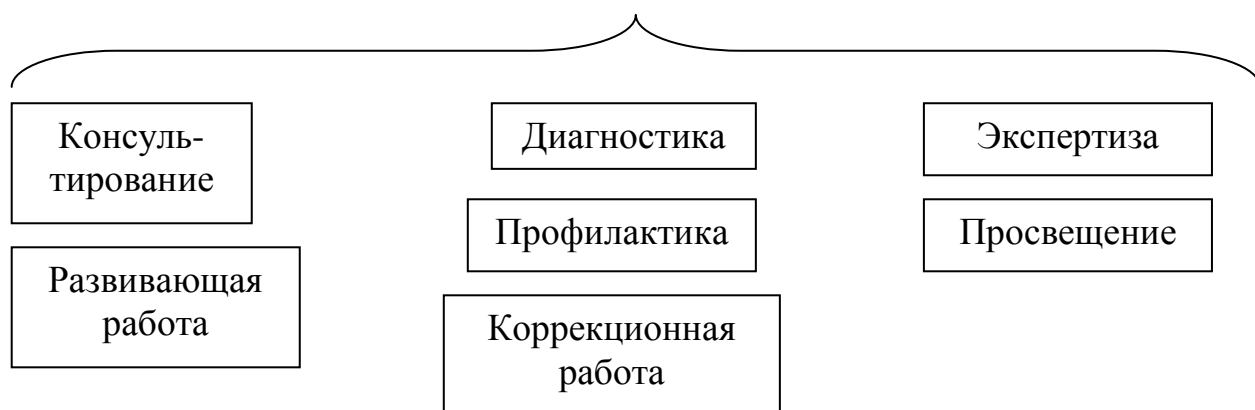 Консуль-
тирование
Диагностика
Экспертиза
Профилактика
Просвещение
Развивающая
работа
Коррекционная
работа